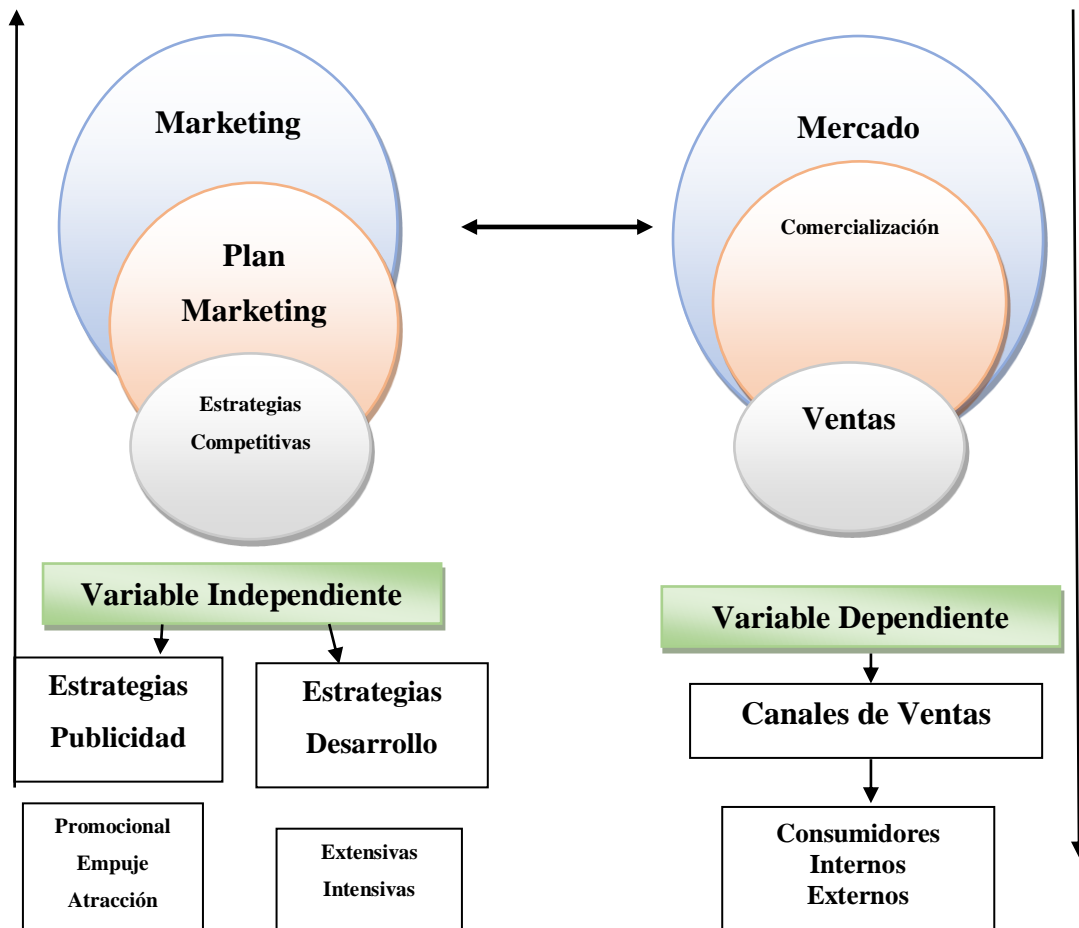 Marketing
Plan
Marketing
Estrategias
Competitivas
Mercado
Comercialización
Ventas
Variable Independiente
Estrategias
Publicidad
Estrategias
Desarrollo
Promocional
Empuje
Atracción
Extensivas
Intensivas
Variable Dependiente
Canales de Ventas
Consumidores
Internos
Externos